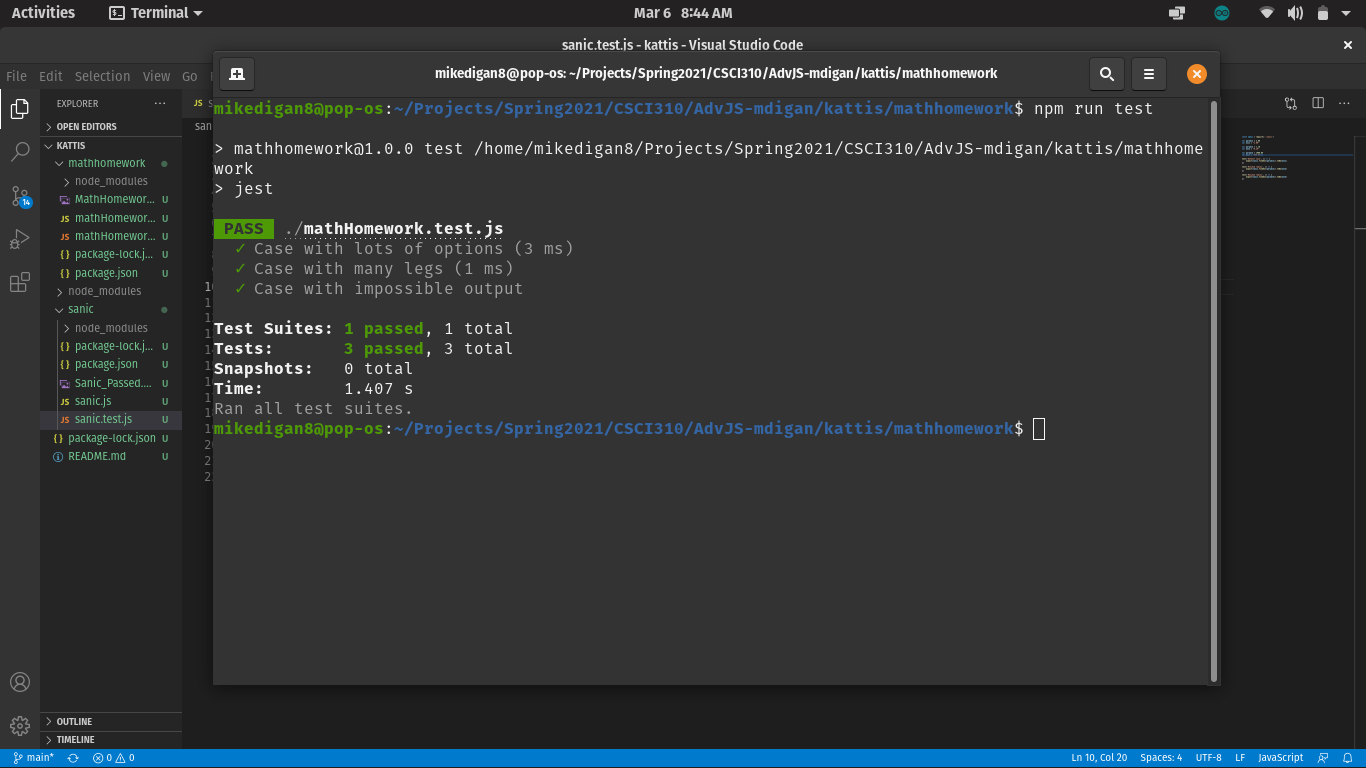 Activities
Terminal
Mar 6 8:44 AM
sanic.test.js - kattis - Visual Studio Code
File Edit Selection View Go
mikedigan8@pop-os: ~/Projects/Spring2021/CSCI310/AdvJS-mdigan/kattis/mathhomework
EXPLORER
OPEN EDITORS
KATTIS
mathhomework
node_modules
MathHomewor... U
JS mathHomewor... U
JS mathHomewor... U
{} package-lock.j... U
{} package.json U
node_modules
sanic
node_modules
{} package-lock.j... U
{} package.json U
Sanic_Passed.... U
JS sanic.js U
JS sanic.test.js U
{} package-lock.json U
README.md U
OUTLINE
TIMELINE
14
JS
mikedigan8@pop-os:~/Projects/Spring2021/CSCI310/AdvJS-mdigan/kattis/mathhomework$ npm run test
> mathhomework@1.0.0 test /home/mikedigan8/Projects/Spring2021/CSCI310/AdvJS-mdigan/kattis/mathhome
work
> jest
PASS ./mathHomework.test.js
✓ Case with lots of options (3 ms)
✓ Case with many legs (1 ms)
✓ Case with impossible output
Test Suites: 1 passed, 1 total
Tests: 3 passed, 3 total
Snapshots: 0 total
Time: 1.407 s
Ran all test suites.
mikedigan8@pop-os:~/Projects/Spring2021/CSCI310/AdvJS-mdigan/kattis/mathhomework$
main* 0 0
Ln 10, Col 20 Spaces: 4 UTF-8 LF JavaScript